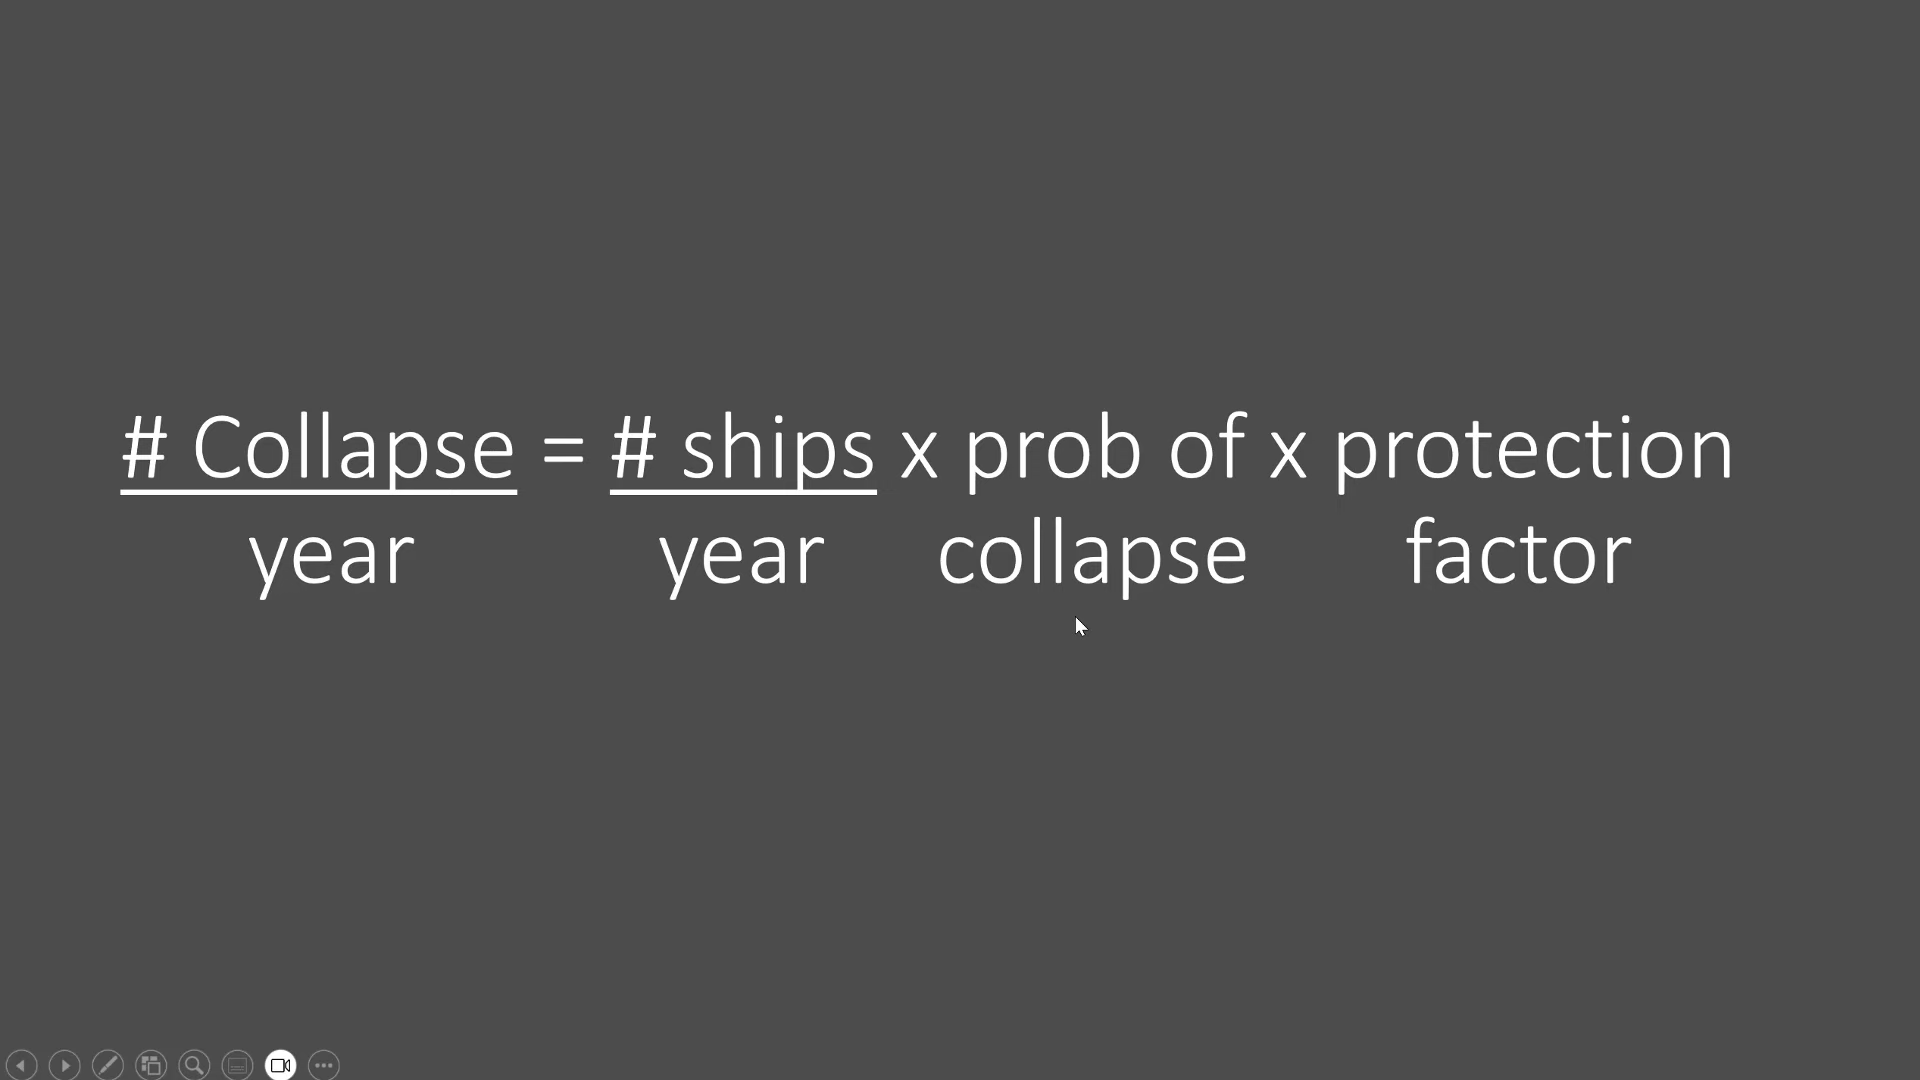 # Collapse = # ships x prob of x protection
year year collapse factor